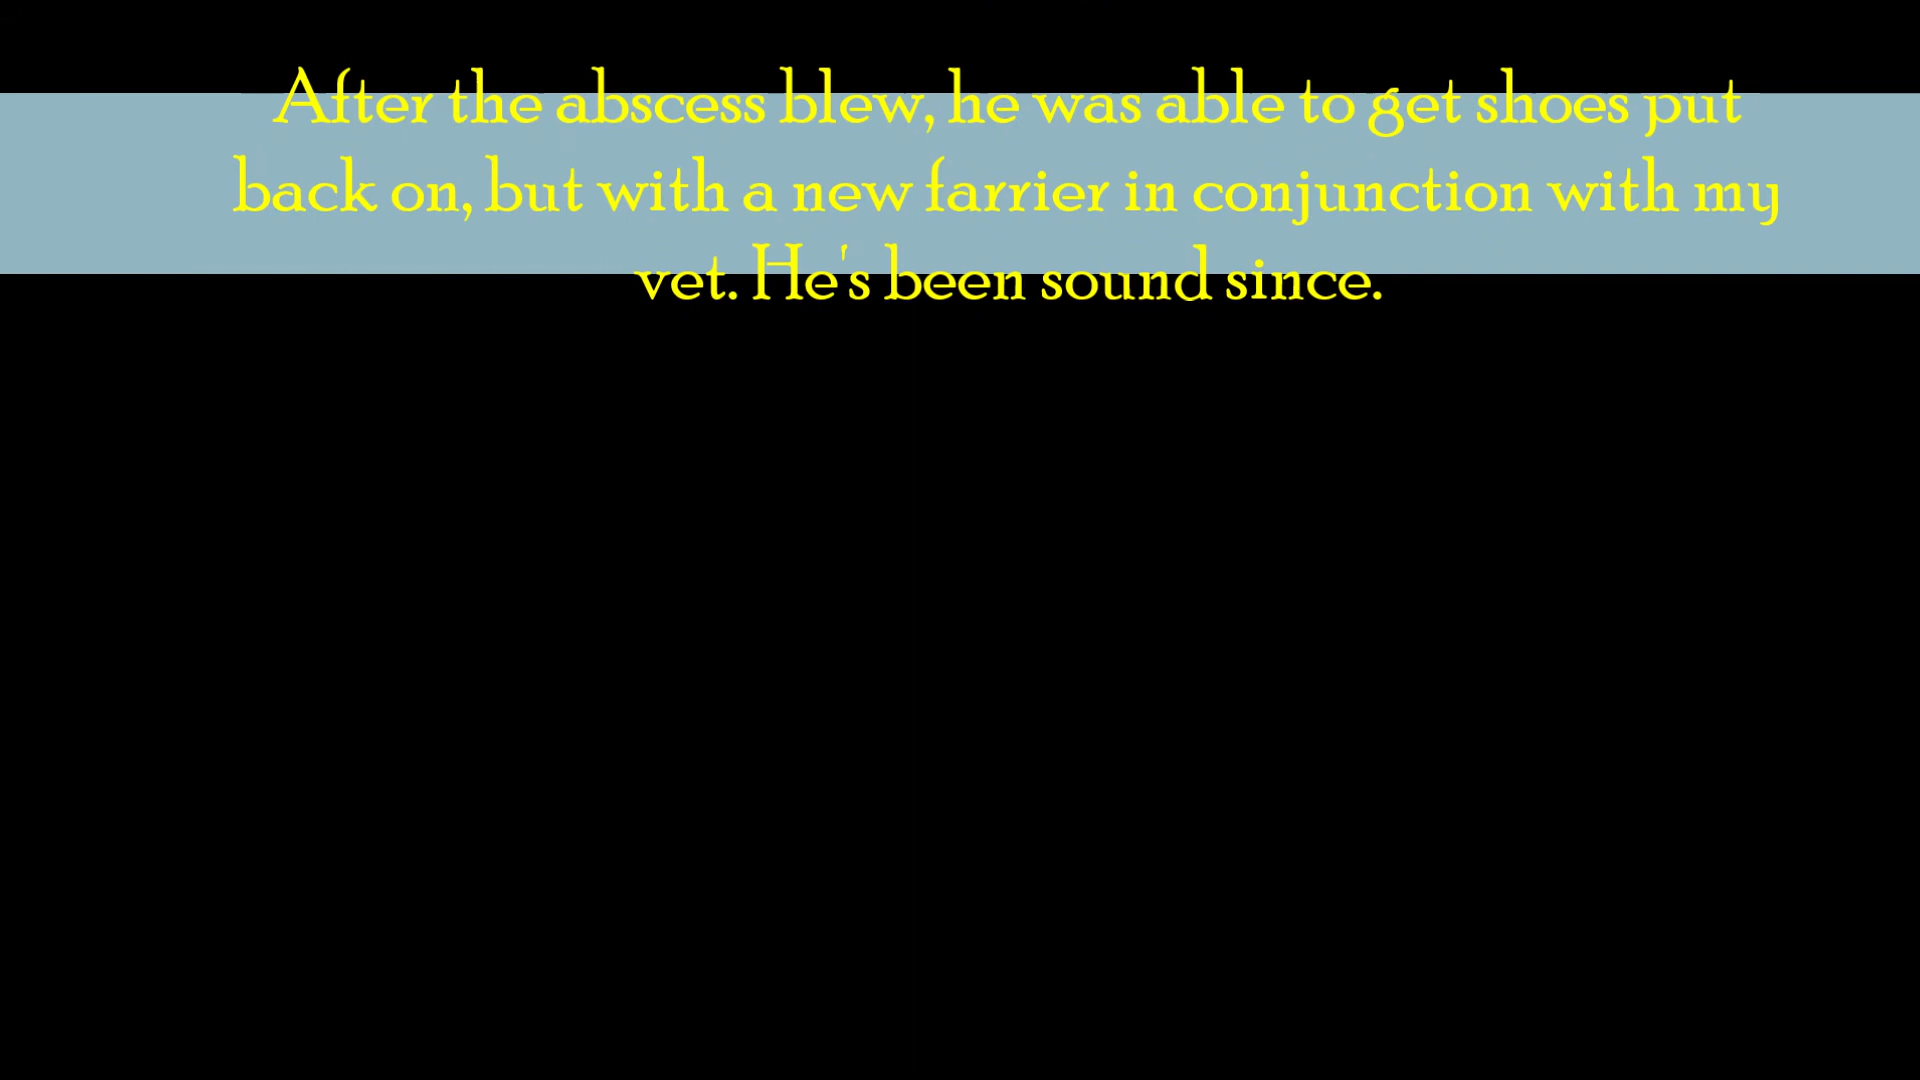 After the abscess blew, he was able to get shoes put
back on, but with a new farrier in conjunction with my
vet. He's been sound since.